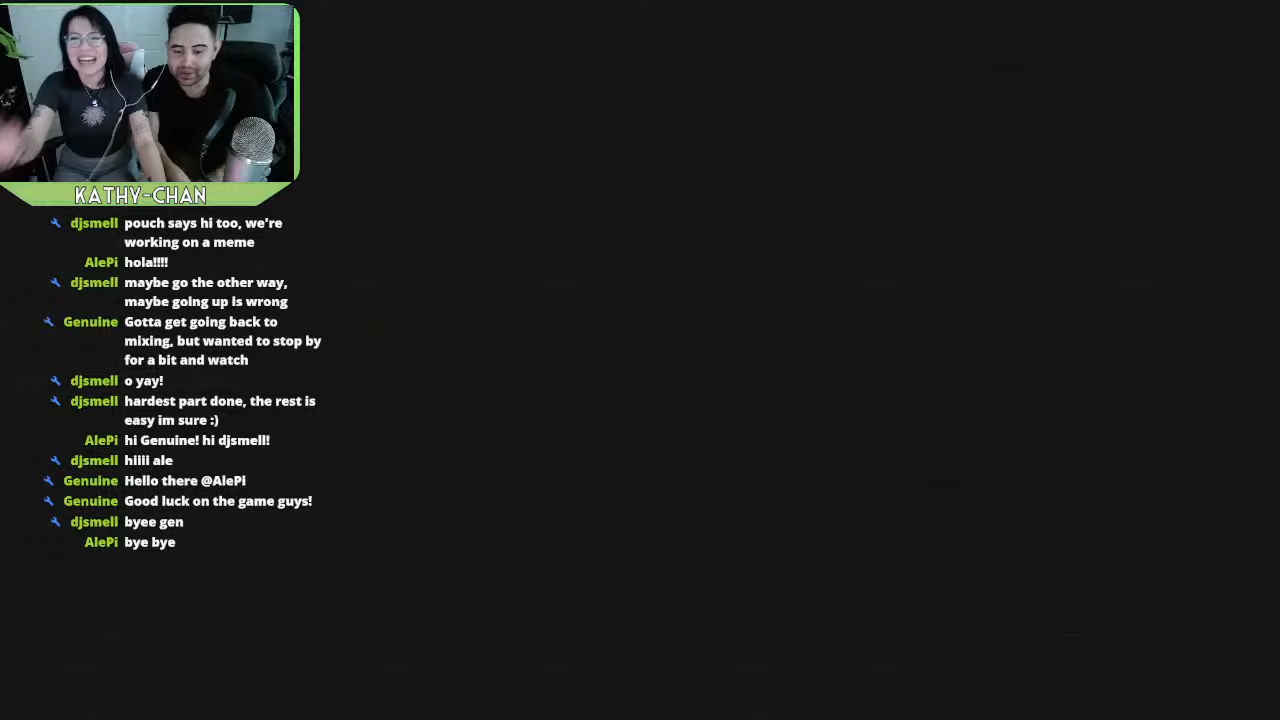 KATHY-CHAN
djsmell pouch says hi too, we're
working on a meme
AlePi hola!!!!
djsmell maybe go the other way,
maybe going up is wrong
Genuine Gotta get going back to
mixing, but wanted to stop by
for a bit and watch
djsmell o yay!
djsmell hardest part done, the rest is
easy im sure :)
AlePi hi Genuine! hi djsmell!
djsmell hiiii ale
Genuine Hello there @AlePi
Genuine Good luck on the game guys!
djsmell byee gen
AlePi bye bye